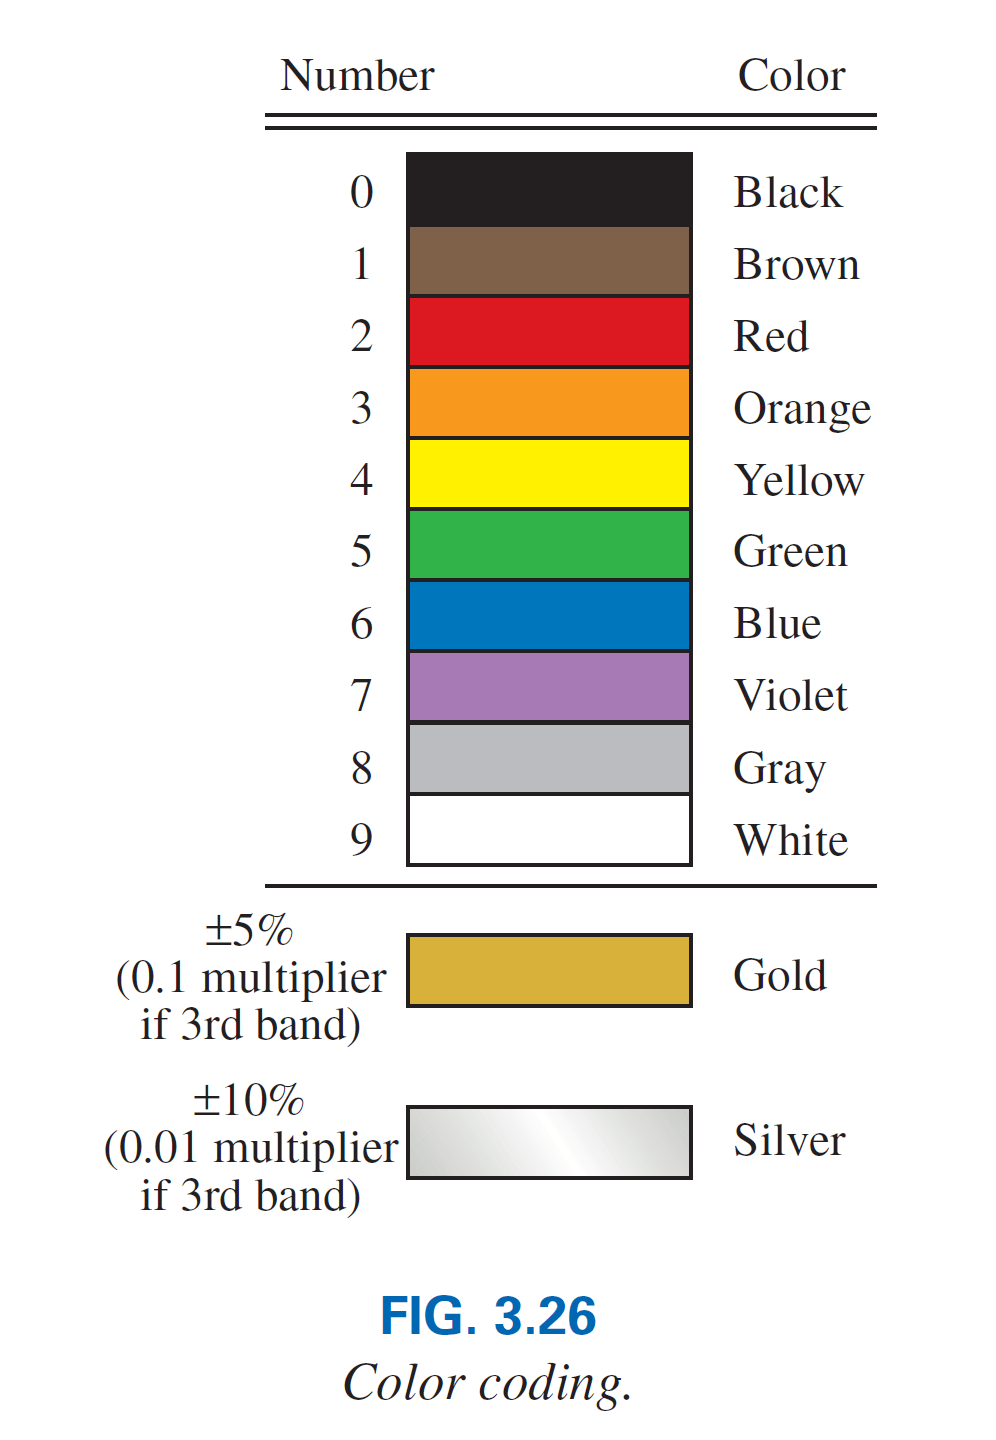 Number Color
0 Black
1 Brown
2 Red
3 Orange
4 Yellow
5 Green
6 Blue
7 Violet
8 Gray
9 White
±5%
(0.1 multiplier
if 3rd band)
Gold
±10%
(0.01 multiplier
if 3rd band)
Silver
FIG. 3.26
Color coding.